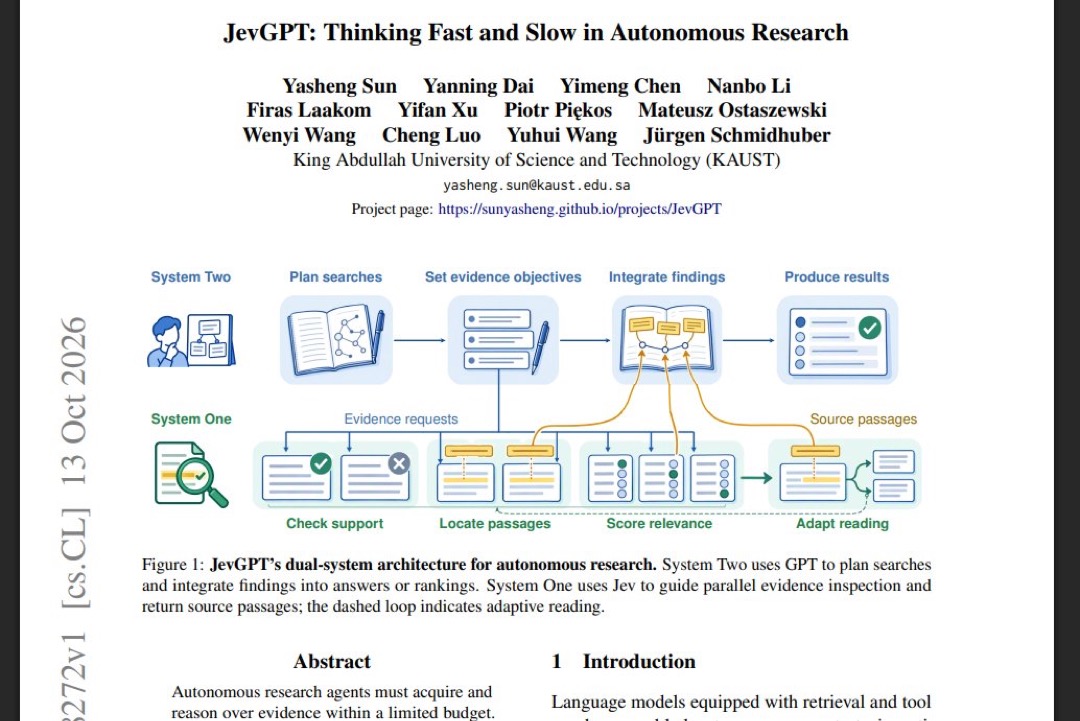 JevGPT: Thinking Fast and Slow in Autonomous Research
Yasheng Sun Yanning Dai Yimeng Chen Nanbo Li
Firas Laakom Yifan Xu Piotr Piękos Mateusz Ostaszewski
Wenyi Wang Cheng Luo Yuhui Wang Jürgen Schmidhuber
King Abdullah University of Science and Technology (KAUST)
yasheng.sun@kaust.edu.sa
Project page: https://sunyasheng.github.io/projects/JevGPT
System Two Plan searches Set evidence objectives Integrate findings Produce results
System One Evidence requests Source passages
Check support Locate passages Score relevance Adapt reading
Figure 1: JevGPT's dual-system architecture for autonomous research. System Two uses GPT to plan searches
and integrate findings into answers or rankings. System One uses Jev to guide parallel evidence inspection and
return source passages; the dashed loop indicates adaptive reading.
Abstract
Autonomous research agents must acquire and
reason over evidence within a limited budget.
1 Introduction
Language models equipped with retrieval and tool
272v1 [cs.CL] 13 Oct 2026